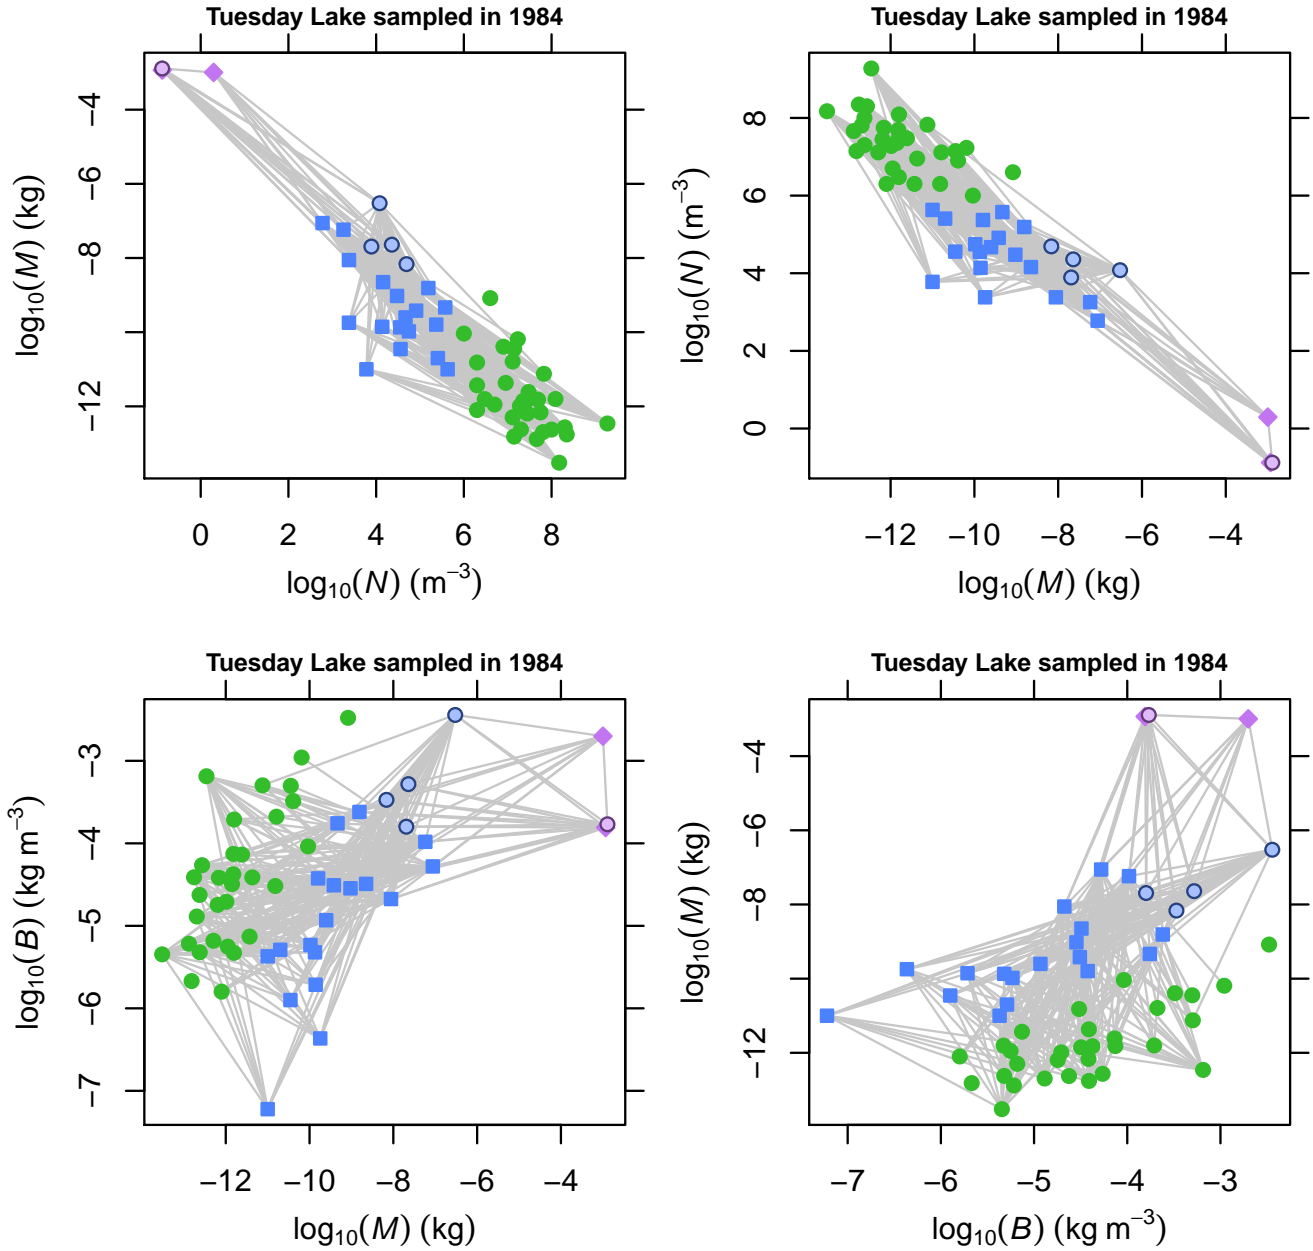 Tuesday Lake sampled in 1984
−4
−6
−8
−12
log10(M) (kg)
0 2 4 6 8
log10(N) (m−3)
Tuesday Lake sampled in 1984
8
6
4
2
0
log10(N) (m−3)
−12 −10 −8 −6 −4
log10(M) (kg)
Tuesday Lake sampled in 1984
−3
−4
−5
−6
−7
log10(B) (kg m−3)
−12 −10 −8 −6 −4
log10(M) (kg)
Tuesday Lake sampled in 1984
−4
−6
−8
−12
log10(M) (kg)
−7 −6 −5 −4 −3
log10(B) (kg m−3)